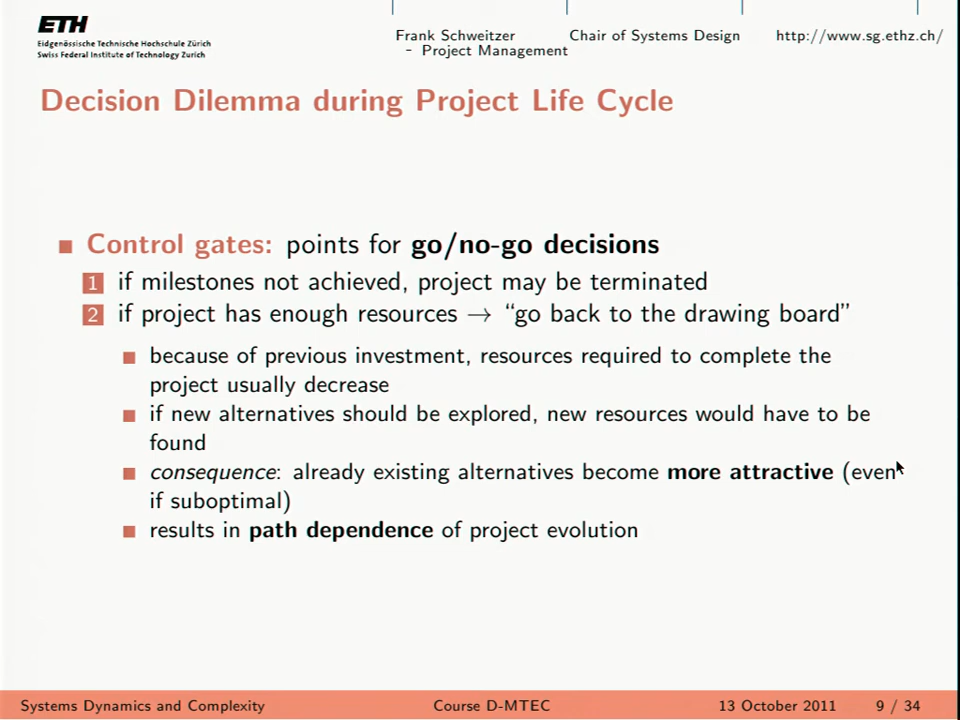 ETH
Eidgenössische Technische Hochschule Zürich
Swiss Federal Institute of Technology Zurich
Frank Schweitzer
- Project Management
Chair of Systems Design
http://www.sg.ethz.ch/
Decision Dilemma during Project Life Cycle
Control gates: points for go/no-go decisions
1 if milestones not achieved, project may be terminated
2 if project has enough resources → “go back to the drawing board”
because of previous investment, resources required to complete the
project usually decrease
if new alternatives should be explored, new resources would have to be
found
consequence: already existing alternatives become more attractive (even
if suboptimal)
results in path dependence of project evolution
Systems Dynamics and Complexity
Course D-MTEC
13 October 2011
9 / 34